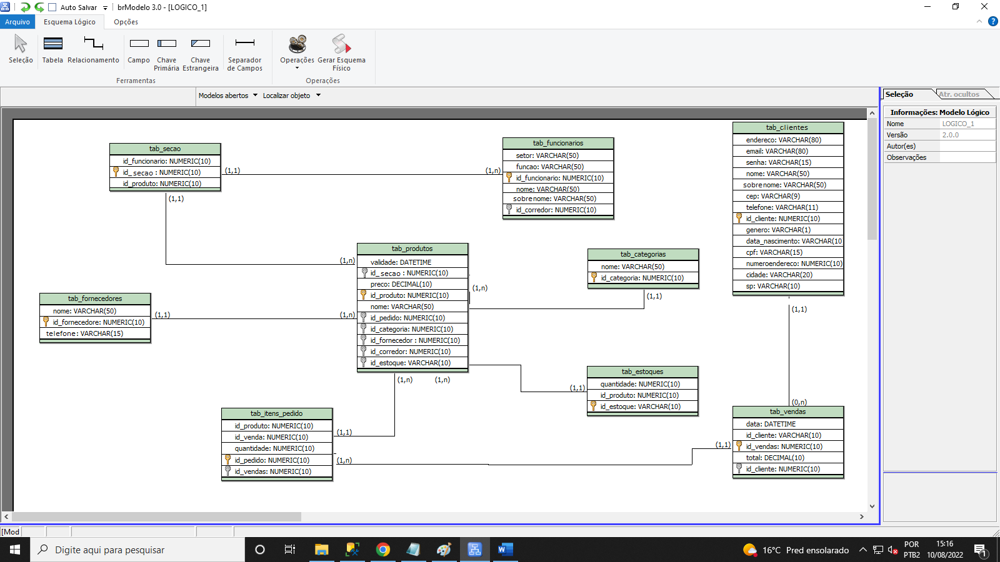 Auto Salvar
brModelo 3.0 - [LOGICO_1]
Arquivo
Esquema Lógico
Opções
Seleção
Tabela
Relacionamento
Campo
Chave Primária
Chave Estrangeira
Separador de Campos
Operações
Gerar Esquema Físico
Ferramentas
Operações
Modelos abertos
Localizar objeto
Seleção
Atr. ocultos
Informações: Modelo Lógico
Nome LOGICO_1
Versão 2.0.0
Autor(es)
Observações
tab_secao
id_funcionario: NUMERIC(10)
id_secao : NUMERIC(10)
id_produto: NUMERIC(10)
(1,1)
(1,n)
(1,1)
tab_funcionarios
setor: VARCHAR(50)
funcao: VARCHAR(50)
id_funcionario: NUMERIC(10)
nome: VARCHAR(50)
sobrenome: VARCHAR(50)
id_corredor: NUMERIC(10)
tab_clientes
endereco: VARCHAR(80)
email: VARCHAR(80)
senha: VARCHAR(15)
nome: VARCHAR(50)
sobrenome: VARCHAR(50)
cep: VARCHAR(9)
telefone: VARCHAR(11)
id_cliente: NUMERIC(10)
genero: VARCHAR(1)
data_nascimento: VARCHAR(10
cpf: VARCHAR(15)
numeroendereco: NUMERIC(10)
cidade: VARCHAR(20)
sp: VARCHAR(10)
(1,1)
(0,n)
tab_produtos
validade: DATETIME
id_secao : NUMERIC(10)
preco: DECIMAL(10)
id_produto: NUMERIC(10)
nome: VARCHAR(50)
id_pedido: NUMERIC(10)
id_categoria: NUMERIC(10)
id_fornecedor : NUMERIC(10)
id_corredor: NUMERIC(10)
id_estoque: VARCHAR(10)
(1,n)
(1,n)
(1,n)
(1,n)
(1,n)
tab_categorias
nome: VARCHAR(50)
id_categoria: NUMERIC(10)
(1,1)
tab_fornecedores
nome: VARCHAR(50)
id_fornecedore: NUMERIC(10)
telefone: VARCHAR(15)
(1,1)
tab_estoques
quantidade: NUMERIC(10)
id_produto: NUMERIC(10)
id_estoque: VARCHAR(10)
(1,1)
tab_itens_pedido
id_produto: NUMERIC(10)
id_venda: NUMERIC(10)
quantidade: NUMERIC(10)
id_pedido: NUMERIC(10)
id_vendas: NUMERIC(10)
(1,1)
(1,n)
(1,1)
tab_vendas
data: DATETIME
id_cliente: VARCHAR(10)
id_vendas: NUMERIC(10)
total: DECIMAL(10)
id_cliente: NUMERIC(10)
[Mod
Digite aqui para pesquisar
16°C Pred ensolarado
POR
PTB2
15:16
10/08/2022
1